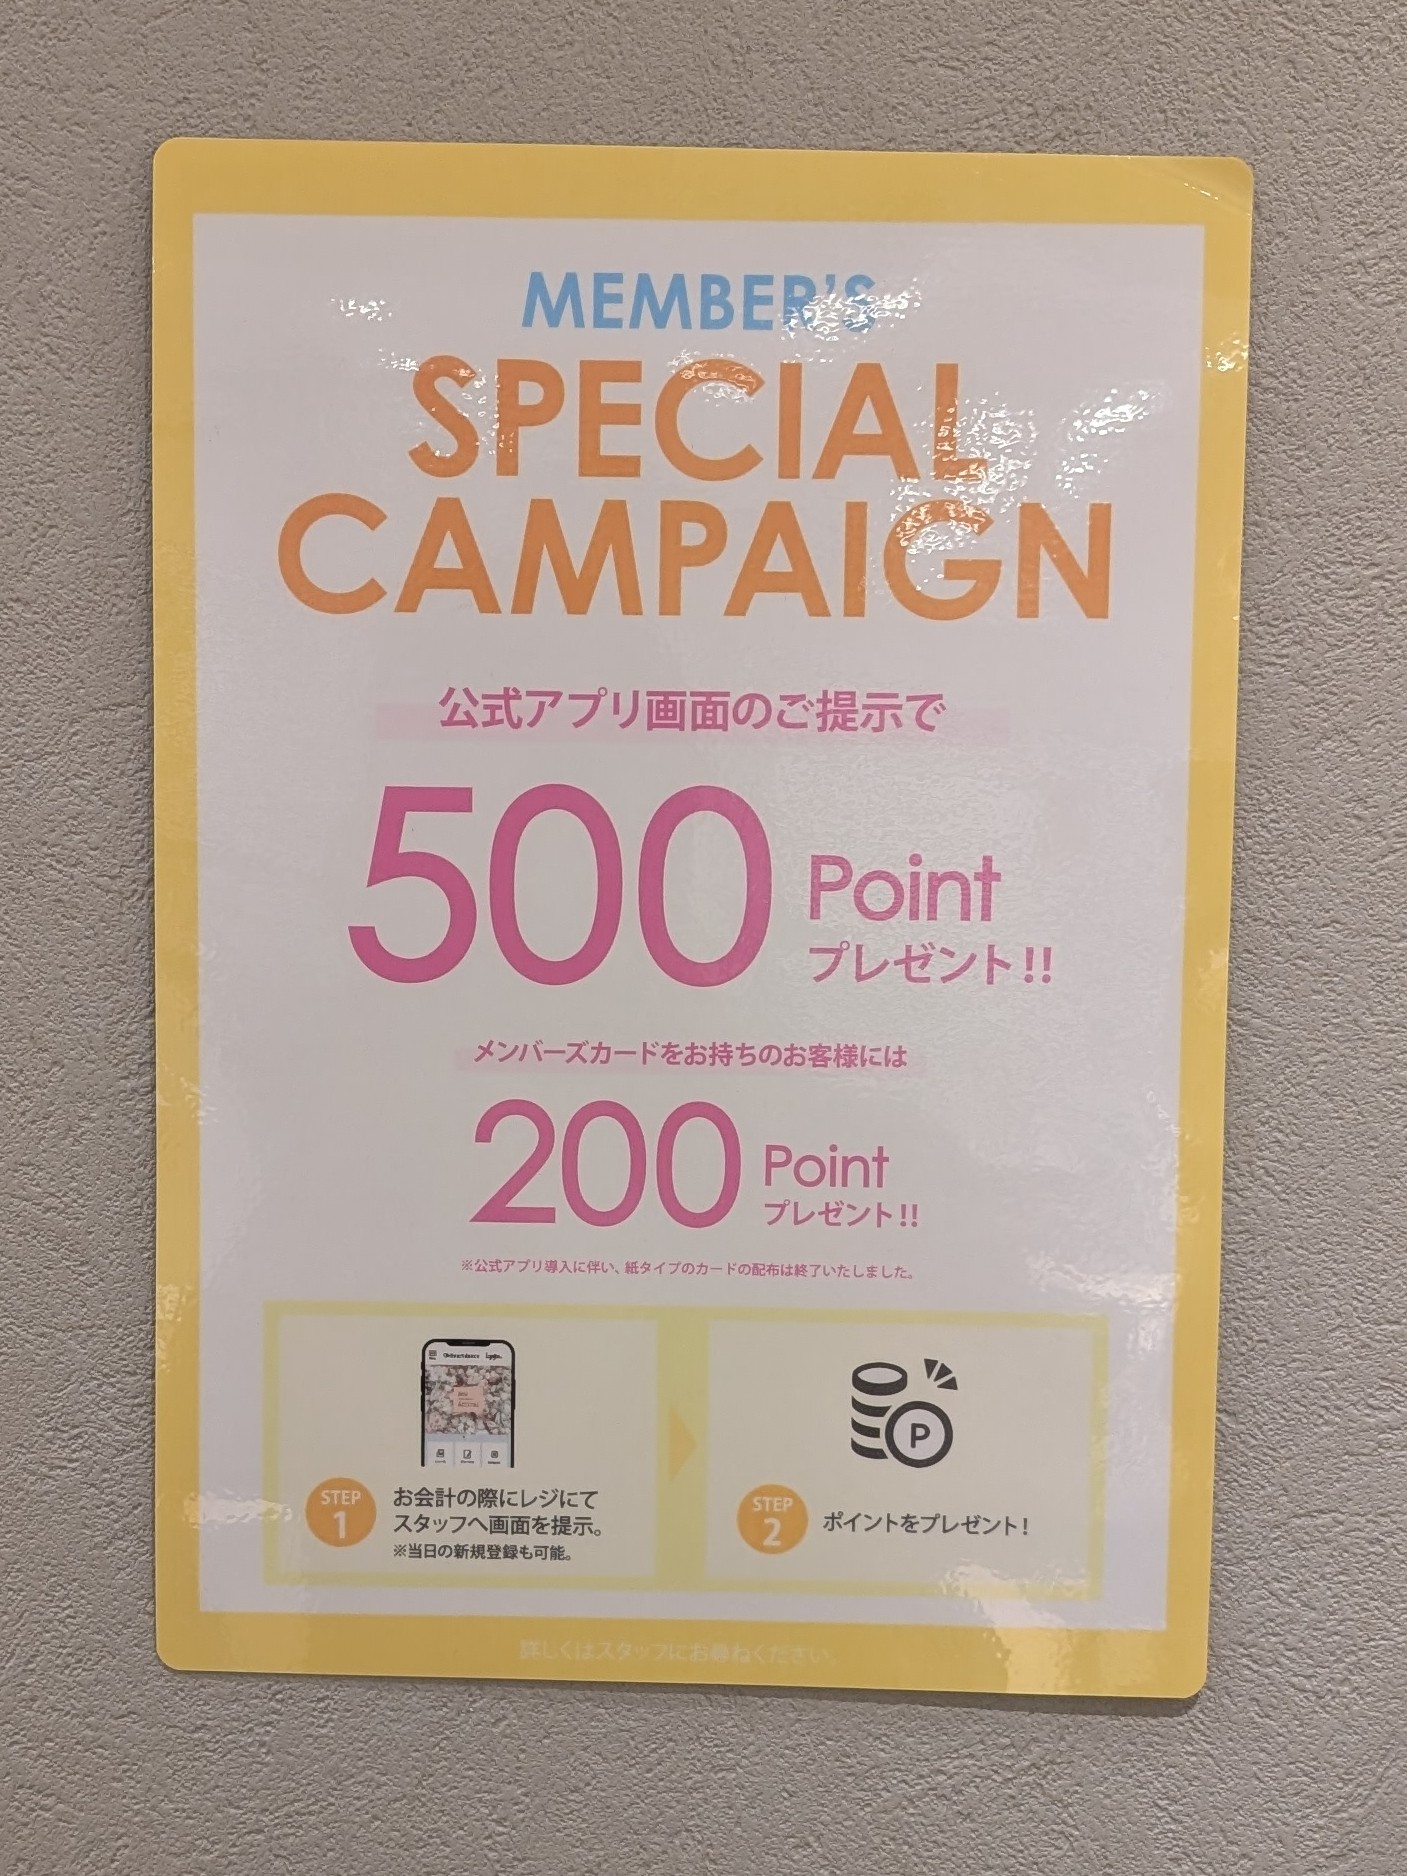 MEMBER'S
SPECIAL
CAMPAIGN
公式アプリ画面のご提示で
500 Point
プレゼント!!
メンバーズカードをお持ちのお客様には
200 Point
プレゼント!!
※公式アプリ導入に伴い、紙タイプのカードの配布は終了いたしました。
STEP
1
お会計の際にレジにて
スタッフへ画面を提示。
※当日の新規登録も可能。
P
STEP
2
ポイントをプレゼント!
詳しくはスタッフにお尋ねください。